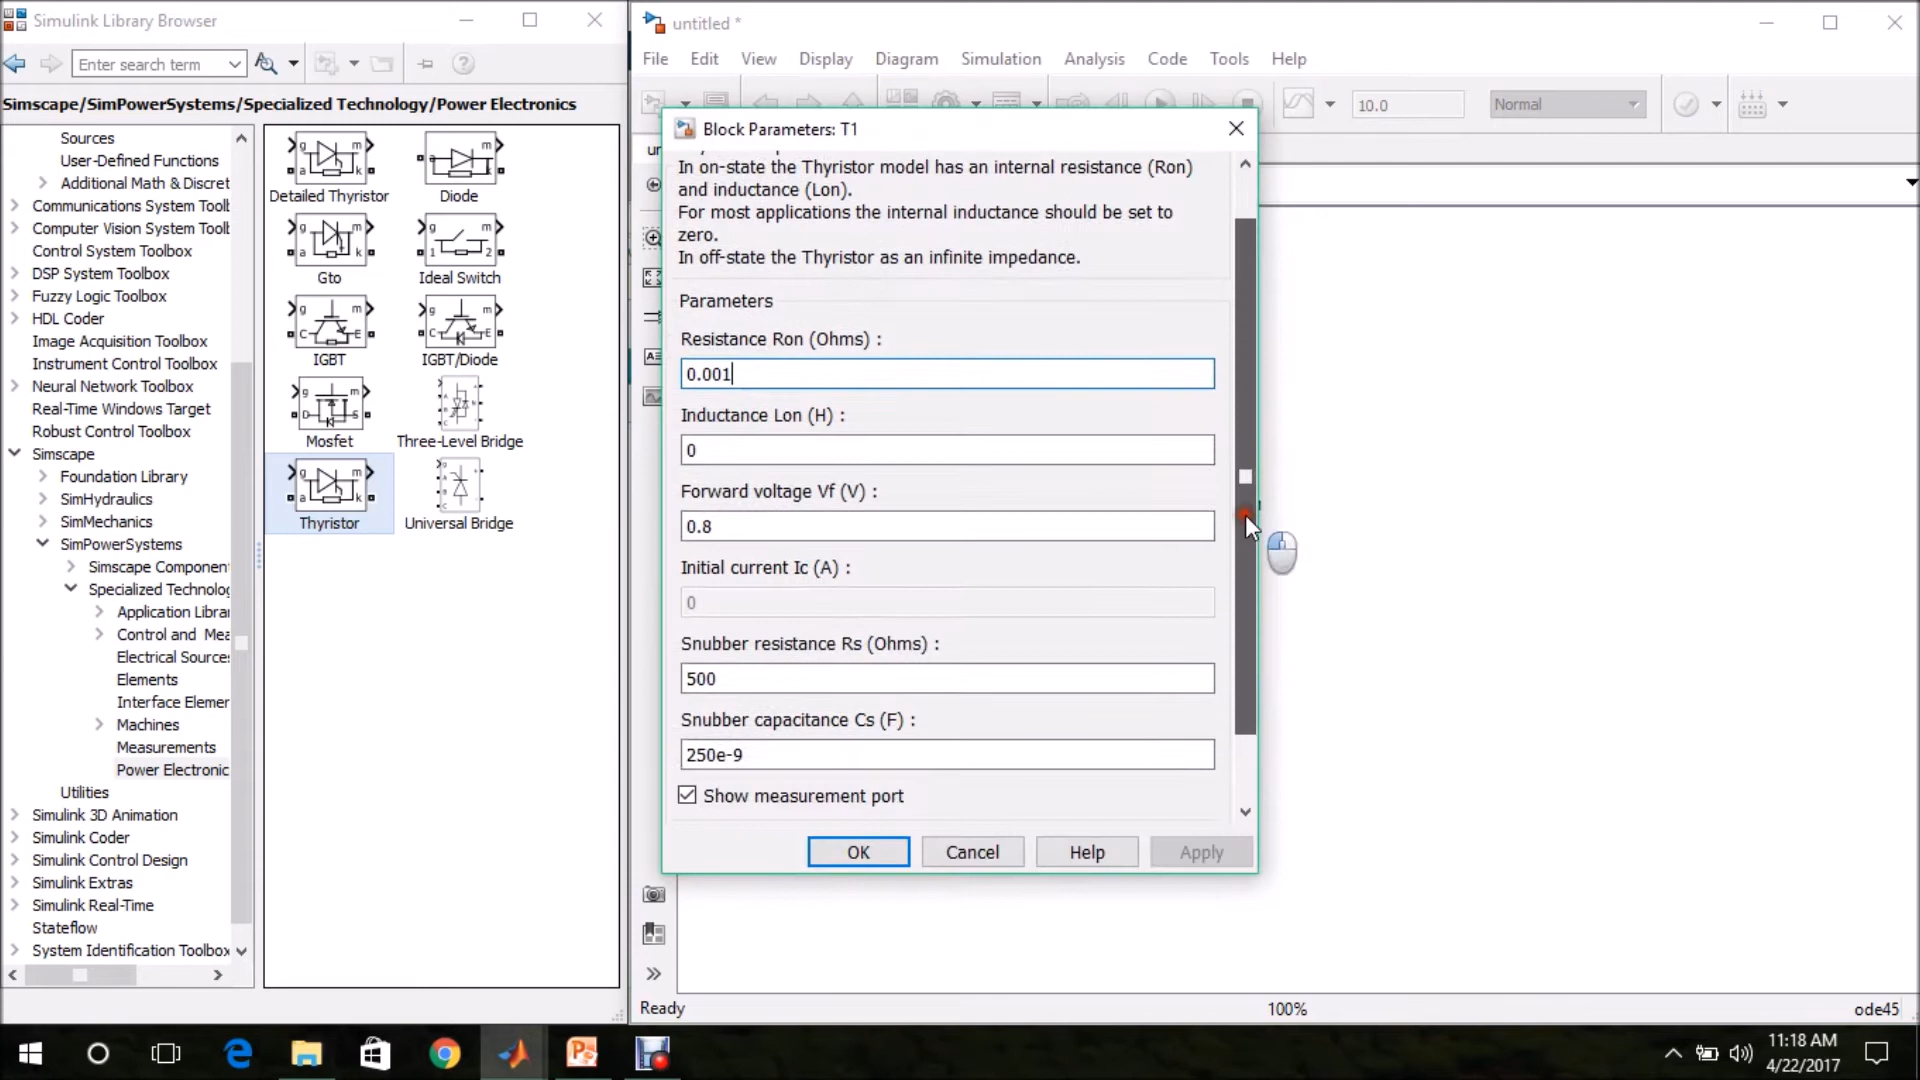 Simulink Library Browser
Enter search term
Simscape/SimPowerSystems/Specialized Technology/Power Electronics
Sources
User-Defined Functions
Additional Math & Discret
Communications System Toolb
Computer Vision System Toolb
Control System Toolbox
DSP System Toolbox
Fuzzy Logic Toolbox
HDL Coder
Image Acquisition Toolbox
Instrument Control Toolbox
Neural Network Toolbox
Real-Time Windows Target
Robust Control Toolbox
Simscape
Foundation Library
SimHydraulics
SimMechanics
SimPowerSystems
Simscape Componen
Specialized Technolog
Application Librar
Control and Mea
Electrical Sources
Elements
Interface Elemer
Machines
Measurements
Power Electronic
Utilities
Simulink 3D Animation
Simulink Coder
Simulink Control Design
Simulink Extras
Simulink Real-Time
Stateflow
System Identification Toolbox
Detailed Thyristor
Diode
Gto
Ideal Switch
IGBT
IGBT/Diode
Mosfet
Three-Level Bridge
Thyristor
Universal Bridge
untitled *
File Edit View Display Diagram Simulation Analysis Code Tools Help
10.0
Normal
Block Parameters: T1
In on-state the Thyristor model has an internal resistance (Ron)
and inductance (Lon).
For most applications the internal inductance should be set to
zero.
In off-state the Thyristor as an infinite impedance.
Parameters
Resistance Ron (Ohms) :
0.001
Inductance Lon (H) :
0
Forward voltage Vf (V) :
0.8
Initial current Ic (A) :
0
Snubber resistance Rs (Ohms) :
500
Snubber capacitance Cs (F) :
250e-9
Show measurement port
OK Cancel Help Apply
Ready
100%
ode45
11:18 AM
4/22/2017